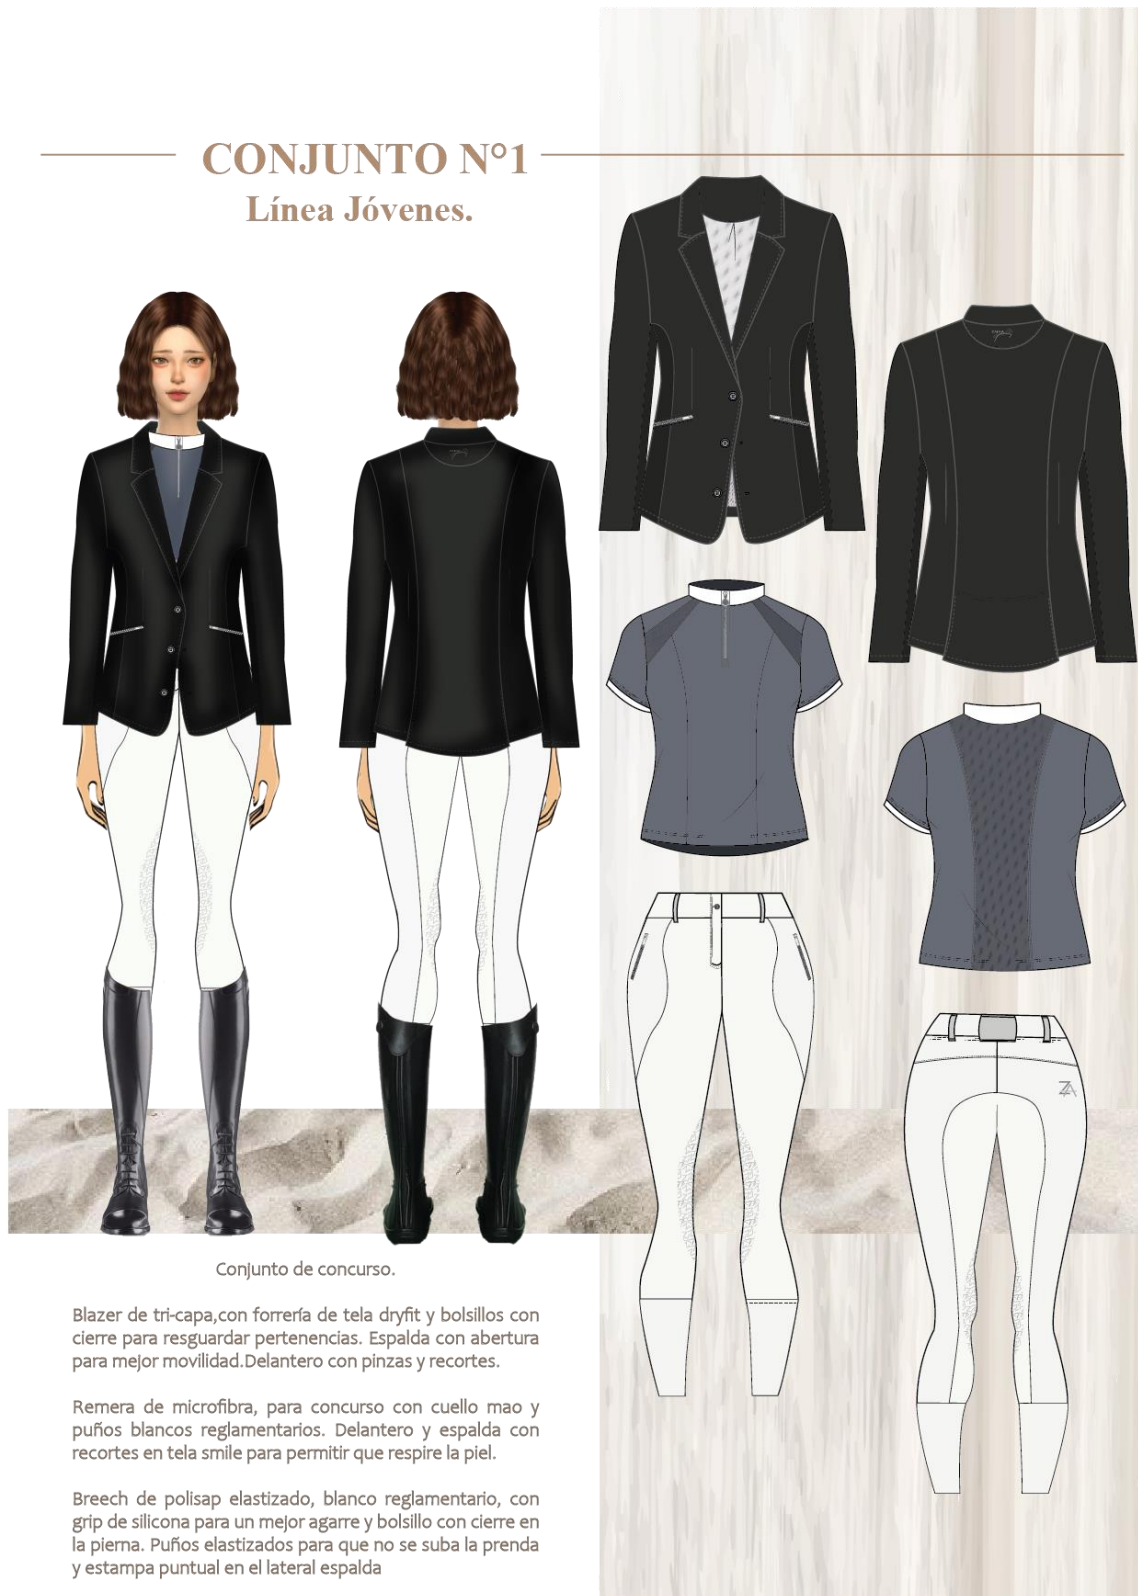 CONJUNTO N°1
Línea Jóvenes.
Conjunto de concurso.
Blazer de tri-capa,con forrería de tela dryfit y bolsillos con
cierre para resguardar pertenencias. Espalda con abertura
para mejor movilidad.Delantero con pinzas y recortes.
Remera de microfibra, para concurso con cuello mao y
puños blancos reglamentarios. Delantero y espalda con
recortes en tela smile para permitir que respire la piel.
Breech de polisap elastizado, blanco reglamentario, con
grip de silicona para un mejor agarre y bolsillo con cierre en
la pierna. Puños elastizados para que no se suba la prenda
y estampa puntual en el lateral espalda